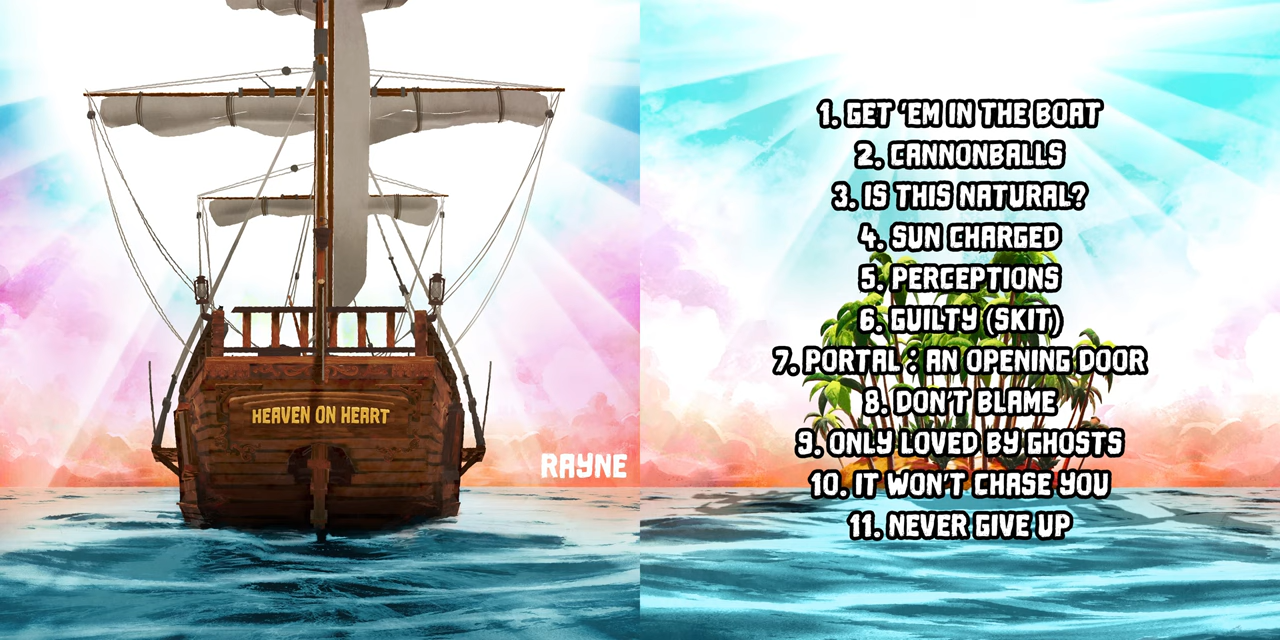 HEAVEN ON HEART
RAYNE
1. GET 'EM IN THE BOAT
2. CANNONBALLS
3. IS THIS NATURAL?
4. SUN CHARGED
5. PERCEPTIONS
6. GUILTY (SKIT)
7. PORTAL : AN OPENING DOOR
8. DON'T BLAME
9. ONLY LOVED BY GHOSTS
10. IT WON'T CHASE YOU
11. NEVER GIVE UP